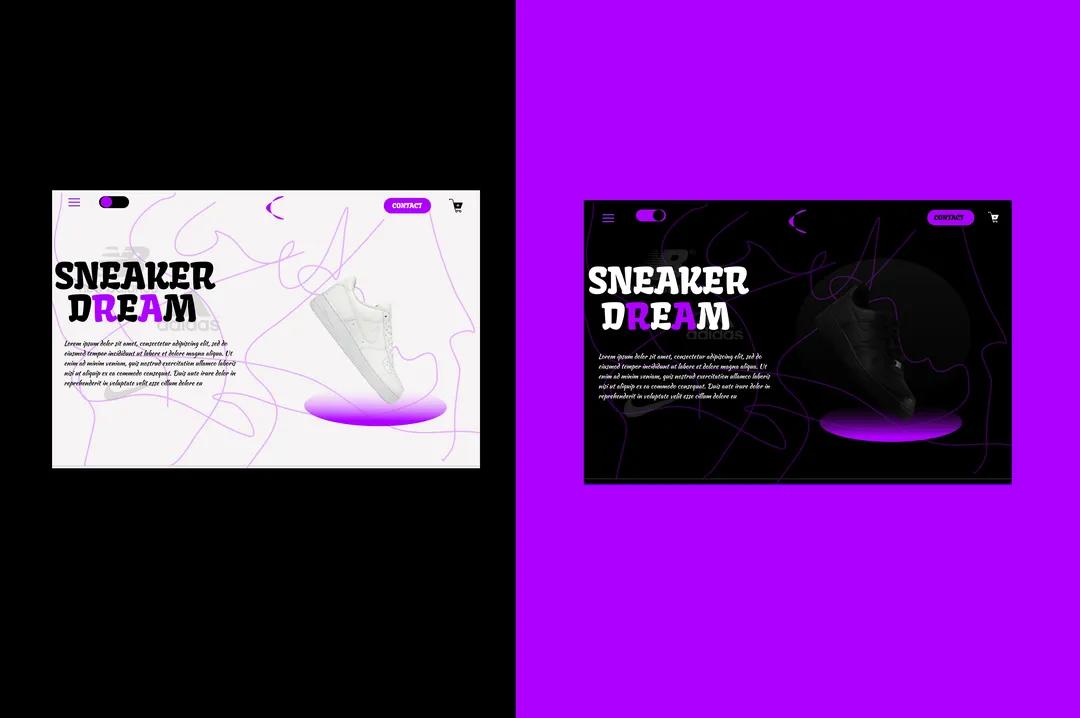 CONTACT
SNEAKER
DREAM
adidas
Lorem ipsum dolor sit amet, consectetur adipiscing elit, sed do
eiusmod tempor incididunt ut labore et dolore magna aliqua. Ut
enim ad minim veniam, quis nostrud exercitation ullamco laboris
nisi ut aliquip ex ea commodo consequat. Duis aute irure dolor in
reprehenderit in voluptate velit esse cillum dolore eu
CONTACT
SNEAKER
DREAM
adidas
Lorem ipsum dolor sit amet, consectetur adipiscing elit, sed do
eiusmod tempor incididunt ut labore et dolore magna aliqua. Ut
enim ad minim veniam, quis nostrud exercitation ullamco laboris
nisi ut aliquip ex ea commodo consequat. Duis aute irure dolor in
reprehenderit in voluptate velit esse cillum dolore eu